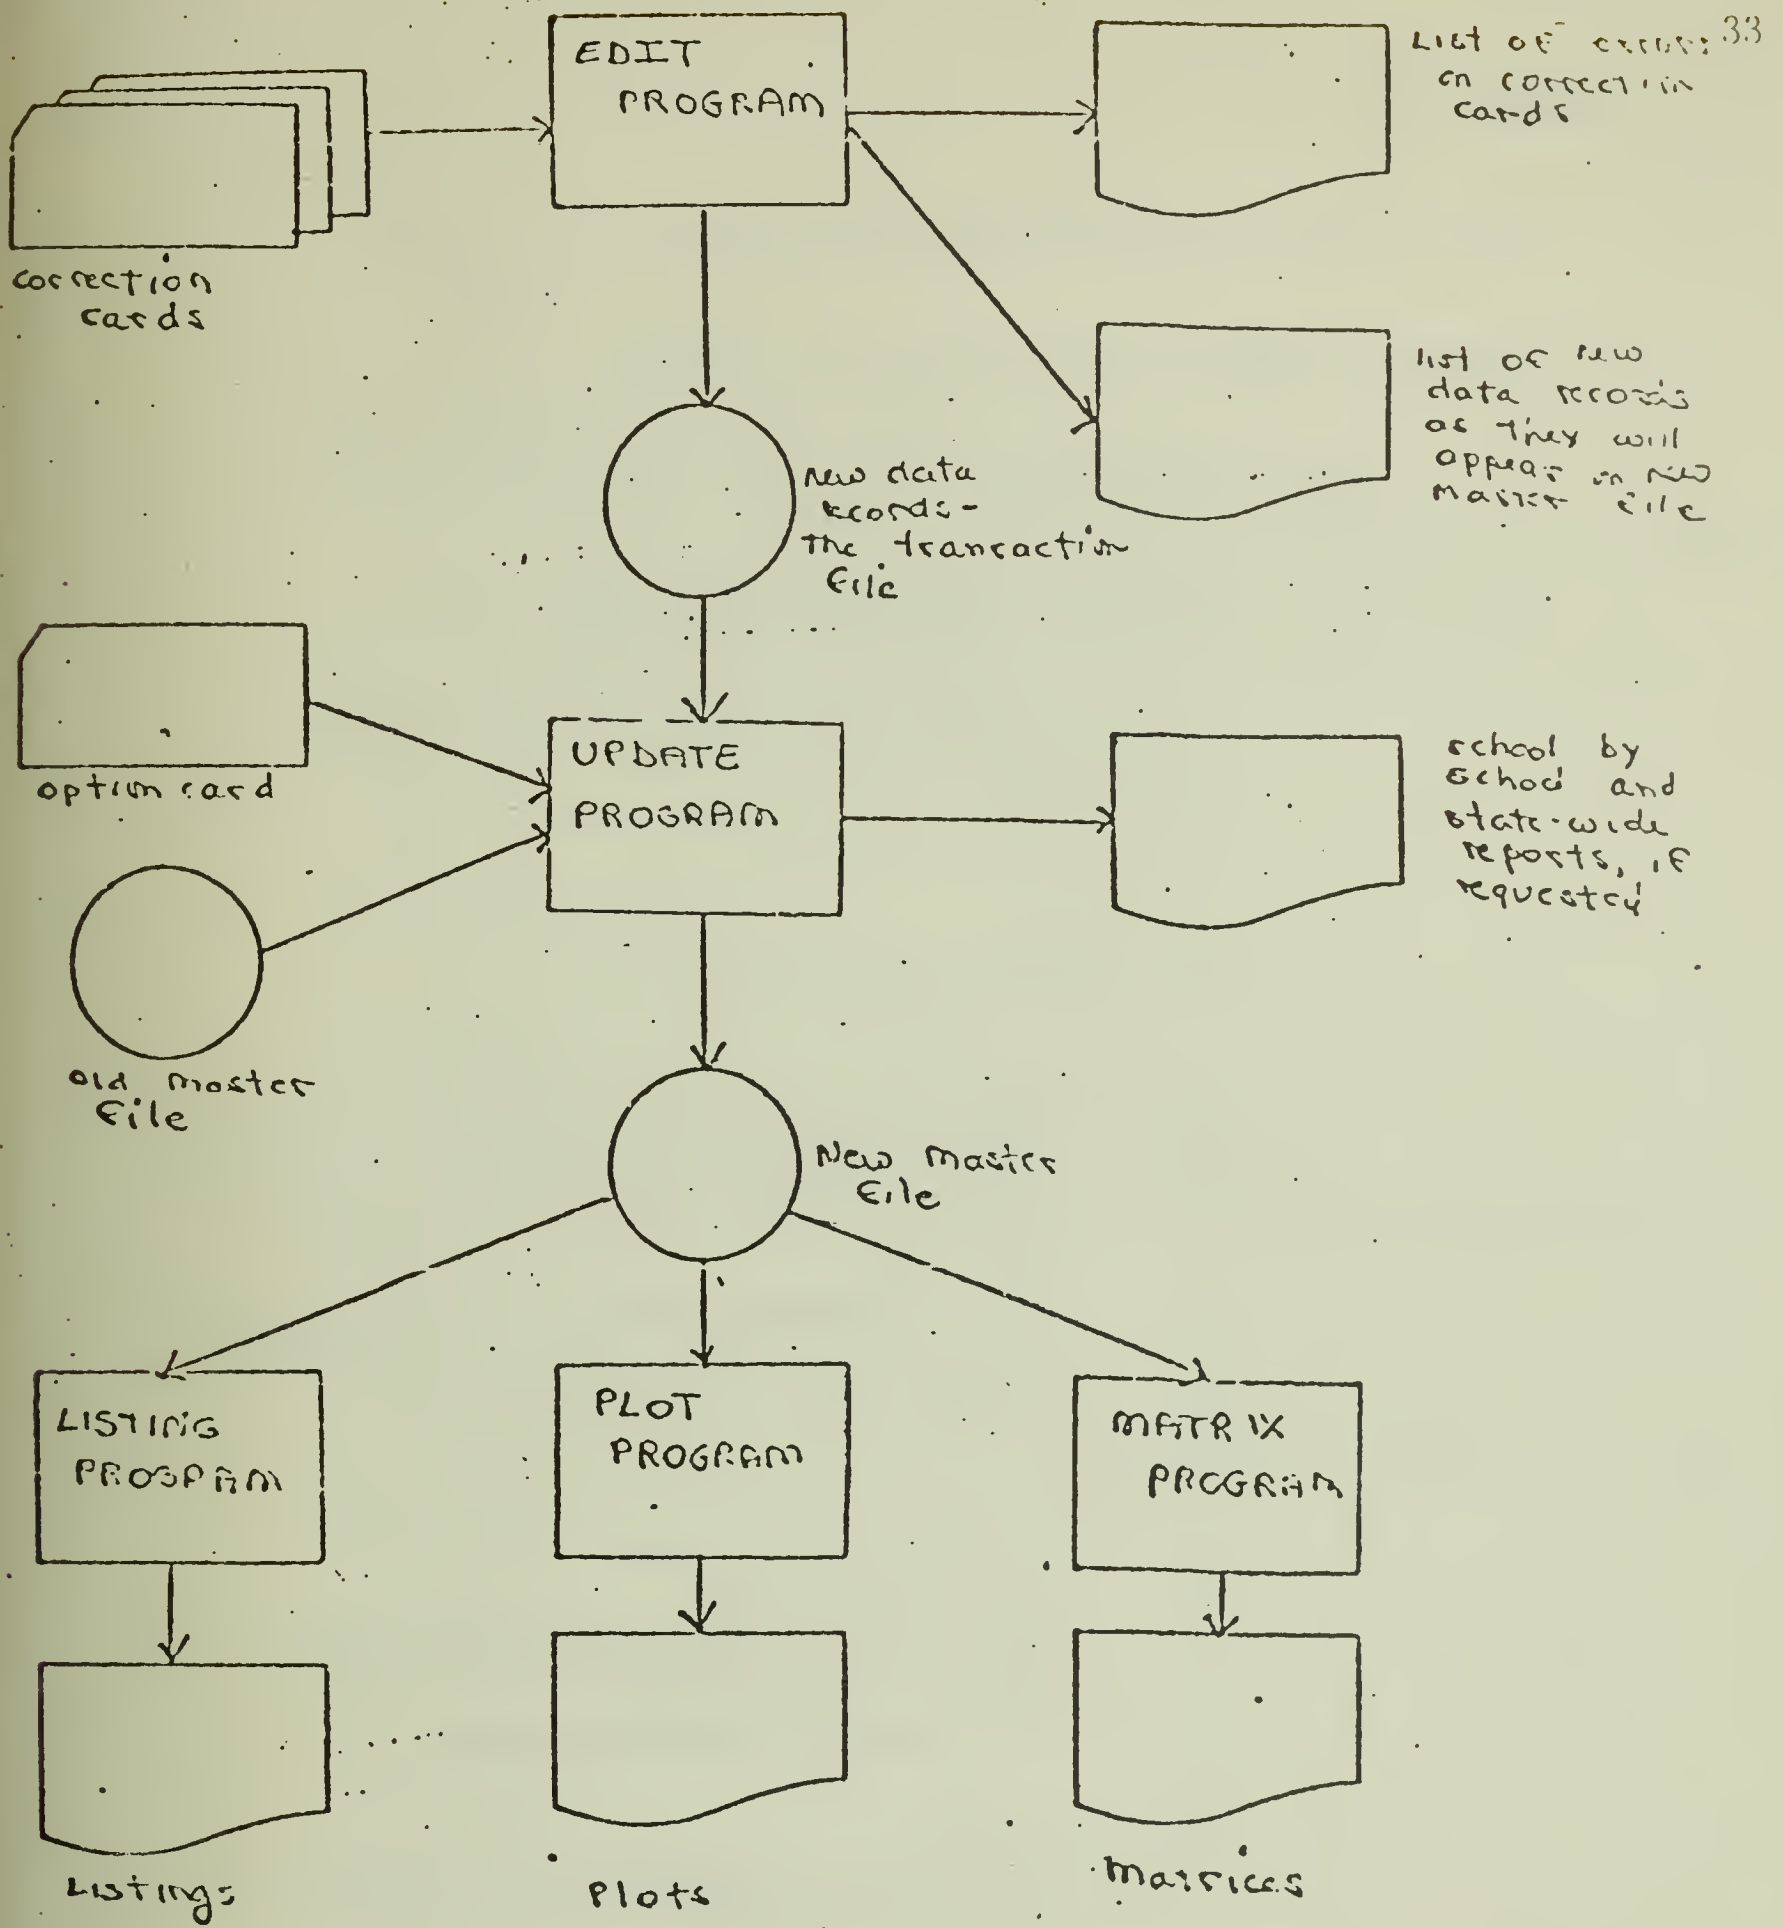 33
EDIT
PROGRAM
List of errors
on correction
cards
correction
cards
list of new
data records
as they will
appear in new
master file
new data
records-
the transaction
file
option card
UPDATE
PROGRAM
school by
school and
state-wide
reports, if
requested
old master
file
New master
file
LISTING
PROGRAM
PLOT
PROGRAM
MATRIX
PROGRAM
Listings
Plots
Matrices